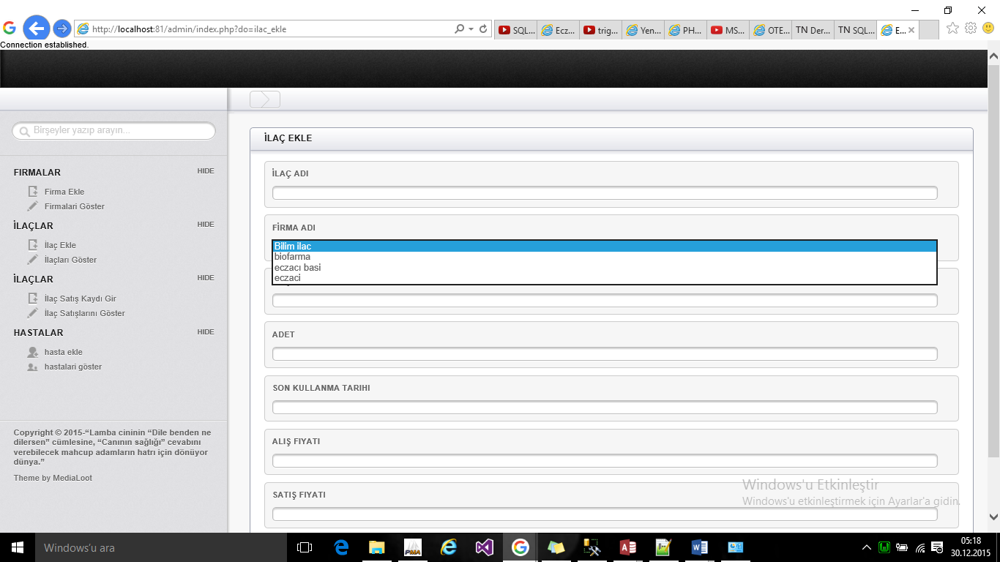 http://localhost:81/admin/index.php?do=ilac_ekle
SQL...
Ecz...
trig...
Yen...
PH...
MS...
OTE...
TN Der...
TN SQL...
E...
Connection established.
Birşeyler yazıp arayın...
İLAÇ EKLE
FIRMALAR
HIDE
Firma Ekle
Firmalari Göster
İLAÇLAR
HIDE
İlaç Ekle
İlaçları Göster
İLAÇLAR
HIDE
İlaç Satış Kaydı Gir
İlaç Satışlarını Göster
HASTALAR
HIDE
hasta ekle
hastalari göster
Copyright © 2015-“Lamba cininin “Dile benden ne
dilersen” cümlesine, “Canının sağlığı” cevabını
verebilecek mahcup adamların hatrı için dönüyor
dünya.”
Theme by MediaLoot
İLAÇ ADI
FİRMA ADI
Bilim ilac
biofarma
eczacı basi
eczaci
ADET
SON KULLANMA TARIHI
ALIŞ FIYATI
SATIŞ FIYATI
Windows'u Etkinleştir
Windows'u etkinleştirmek için Ayarlar'a gidin.
Windows'u ara
PMA
05:18
30.12.2015